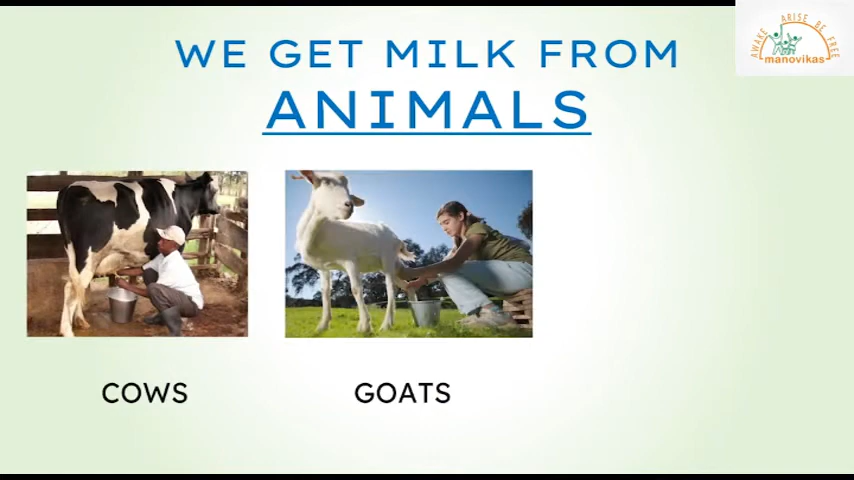 WE GET MILK FROM
ANIMALS
AWAKE ARISE BE FREE
manovikas
COWS
GOATS